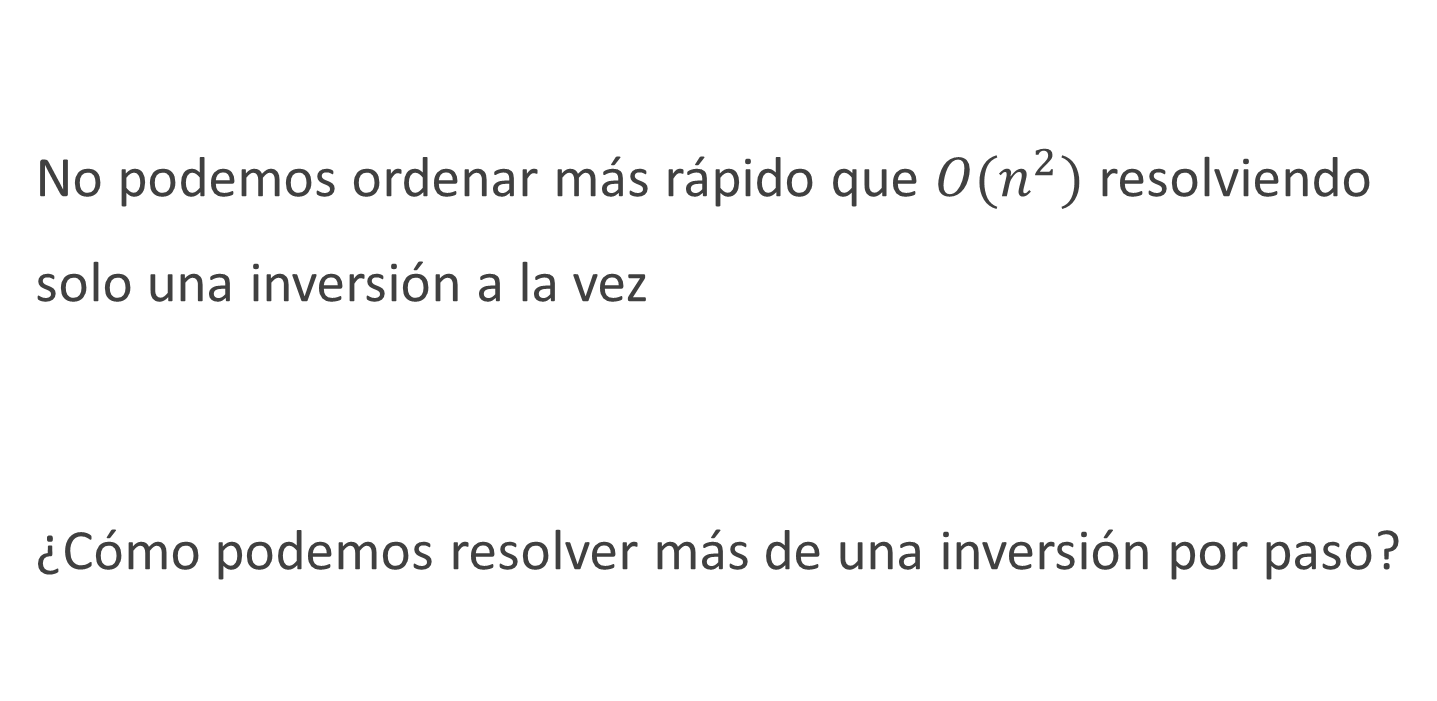 No podemos ordenar más rápido que 𝑂(𝑛²) resolviendo
solo una inversión a la vez
¿Cómo podemos resolver más de una inversión por paso?